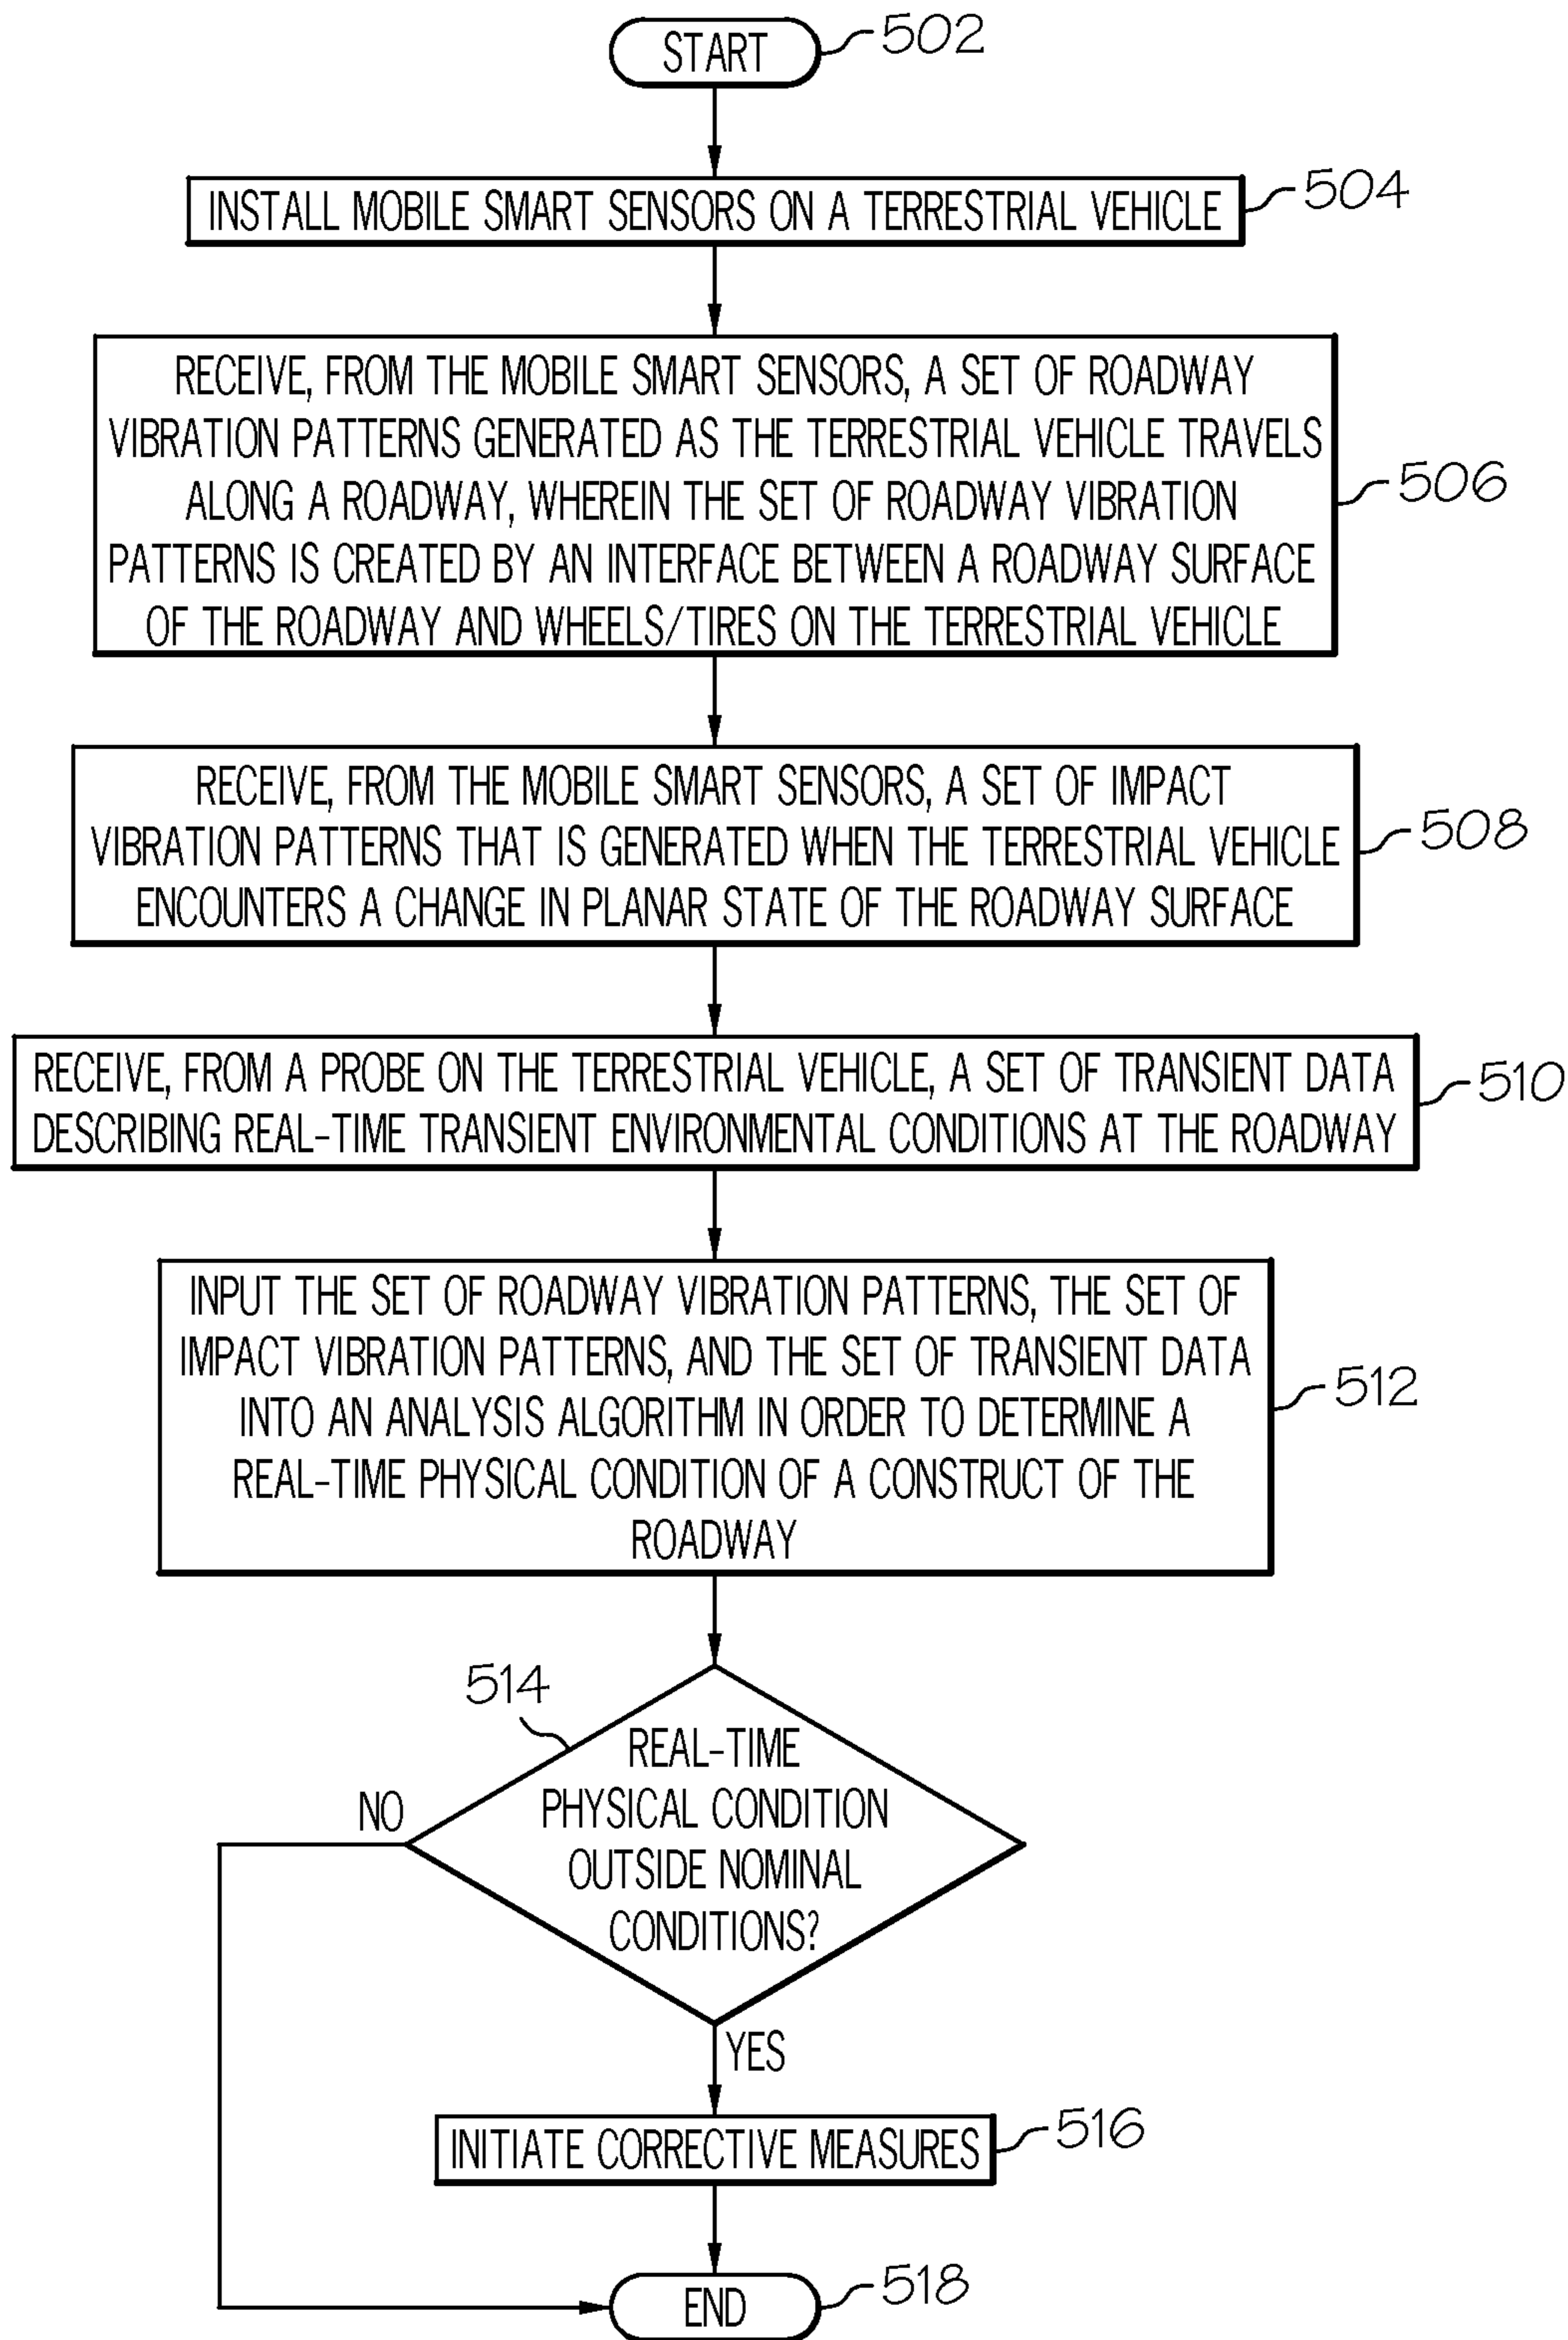 START
502
INSTALL MOBILE SMART SENSORS ON A TERRESTRIAL VEHICLE
504
RECEIVE, FROM THE MOBILE SMART SENSORS, A SET OF ROADWAY
VIBRATION PATTERNS GENERATED AS THE TERRESTRIAL VEHICLE TRAVELS
ALONG A ROADWAY, WHEREIN THE SET OF ROADWAY VIBRATION
PATTERNS IS CREATED BY AN INTERFACE BETWEEN A ROADWAY SURFACE
OF THE ROADWAY AND WHEELS/TIRES ON THE TERRESTRIAL VEHICLE
506
RECEIVE, FROM THE MOBILE SMART SENSORS, A SET OF IMPACT
VIBRATION PATTERNS THAT IS GENERATED WHEN THE TERRESTRIAL VEHICLE
ENCOUNTERS A CHANGE IN PLANAR STATE OF THE ROADWAY SURFACE
508
RECEIVE, FROM A PROBE ON THE TERRESTRIAL VEHICLE, A SET OF TRANSIENT DATA
DESCRIBING REAL-TIME TRANSIENT ENVIRONMENTAL CONDITIONS AT THE ROADWAY
510
INPUT THE SET OF ROADWAY VIBRATION PATTERNS, THE SET OF
IMPACT VIBRATION PATTERNS, AND THE SET OF TRANSIENT DATA
INTO AN ANALYSIS ALGORITHM IN ORDER TO DETERMINE A
REAL-TIME PHYSICAL CONDITION OF A CONSTRUCT OF THE
ROADWAY
512
514
REAL-TIME
PHYSICAL CONDITION
OUTSIDE NOMINAL
CONDITIONS?
NO
YES
INITIATE CORRECTIVE MEASURES
516
END
518